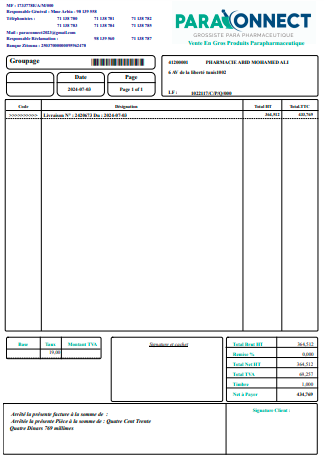 MF : 1737778R/A/M/000
Responsable Général : Mme Arbia : 98 139 558
Téléphoniste : 71 128 780 71 128 781 71 128 782
71 128 783 71 128 784 71 128 785
Mail : paraconnect2023@gmail.com
Responsable Réclamation : 98 139 560 71 128 787
Banque Zitouna :
PARACONNECT
GROSSISTE PARA PHARMACEUTIQUE
Vente En Gros Produits Parapharmaceutique
Groupage
Date Page
2024-07-03 Page 1 of 1
41200001 PHARMACIE ABID MOHAMED ALI
6 AV de la liberté tunis1002
I.F : 1022117/C/P/Q/000
Code Désignation Total HT Total TTC
>>>>>>>>>> Livraison N° : 2420673 Du : 2024-07-03 364,512 433,769
Base Taux Montant TVA
19.00
Signature et cachet
Total Brut HT 364,512
Remise % 0,000
Total Net HT 364,512
Total TVA 69,257
Timbre 1,000
Net à Payer 434,769
Arrêté la présente facture à la somme de :
Arrêtée la présente Pièce à la somme de : Quatre Cent Trente
Quatre Dinars 769 millimes
Signature Client :